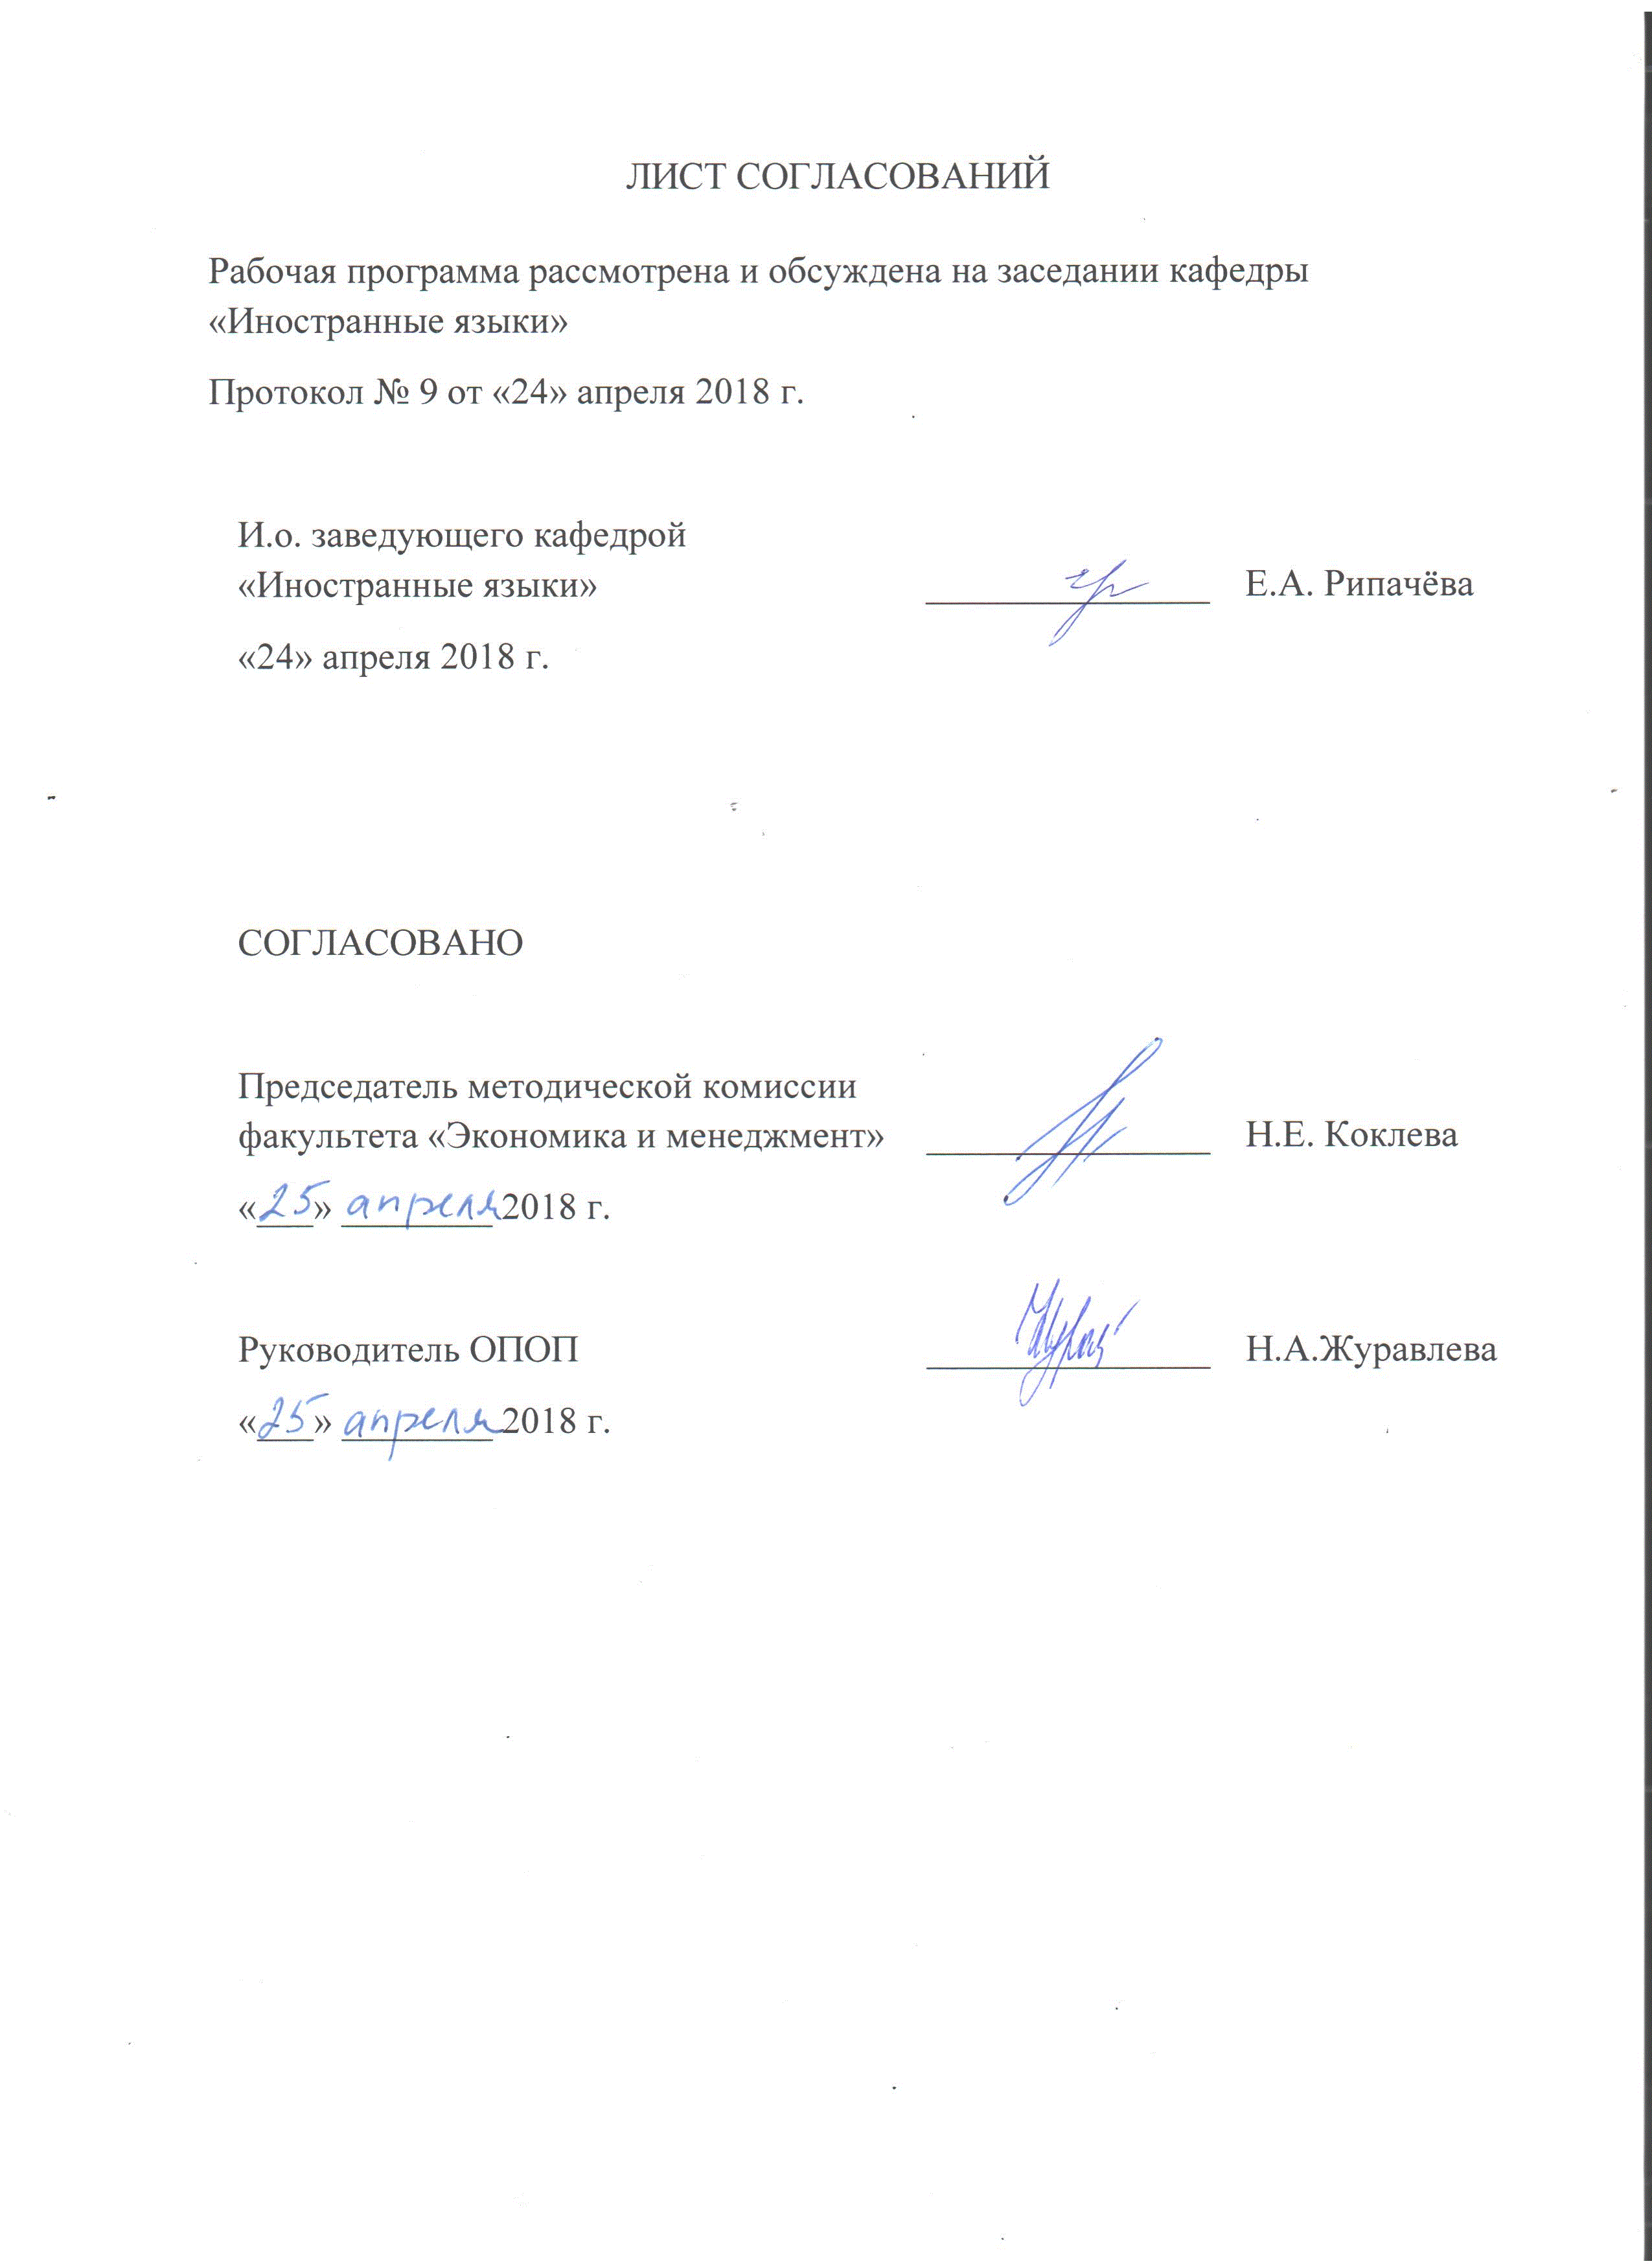 ЛИСТ СОГЛАСОВАНИЙ
Рабочая программа рассмотрена и обсуждена на заседании кафедры
«Иностранные языки»
Протокол № 9 от «24» апреля 2018 г.
И.о. заведующего кафедрой
«Иностранные языки» Е.А. Рипачёва
«24» апреля 2018 г.
СОГЛАСОВАНО
Председатель методической комиссии
факультета «Экономика и менеджмент» Н.Е. Коклева
«25» апреля 2018 г.
Руководитель ОПОП Н.А.Журавлева
«25» апреля 2018 г.